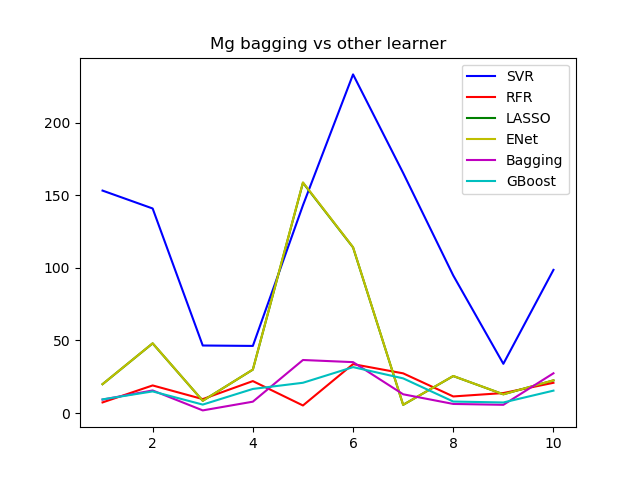 Mg bagging vs other learner
SVR
RFR
LASSO
ENet
Bagging
GBoost
200
150
100
50
0
2 4 6 8 10